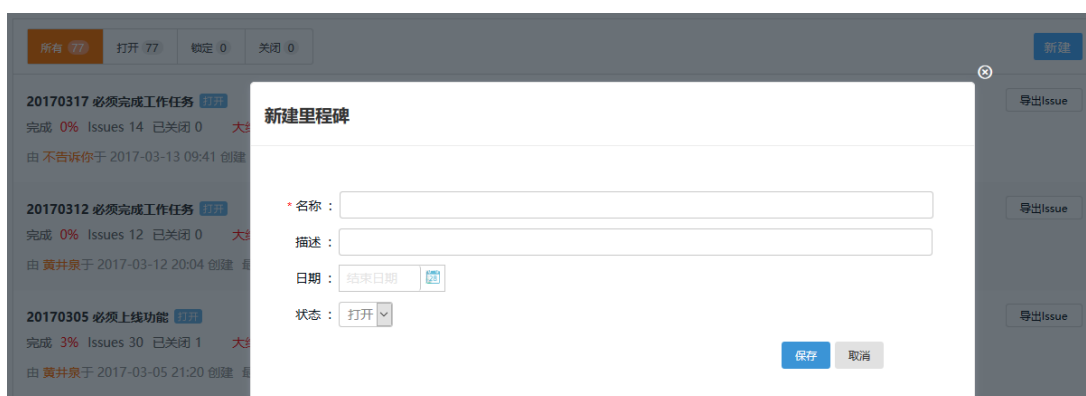 所有 77 打开 77 锁定 0 关闭 0 新建
20170317 必须完成工作任务 打开 导出Issue
完成 0% Issues 14 已关闭 0
由 不告诉你于 2017-03-13 09:41 创建
20170312 必须完成工作任务 打开 导出Issue
完成 0% Issues 12 已关闭 0
由 黄井泉于 2017-03-12 20:04 创建
20170305 必须上线功能 打开 导出Issue
完成 3% Issues 30 已关闭 1
由 黄井泉于 2017-03-05 21:20 创建
新建里程碑
* 名称 :
描述 :
日期 : 结束日期
状态 : 打开
保存 取消